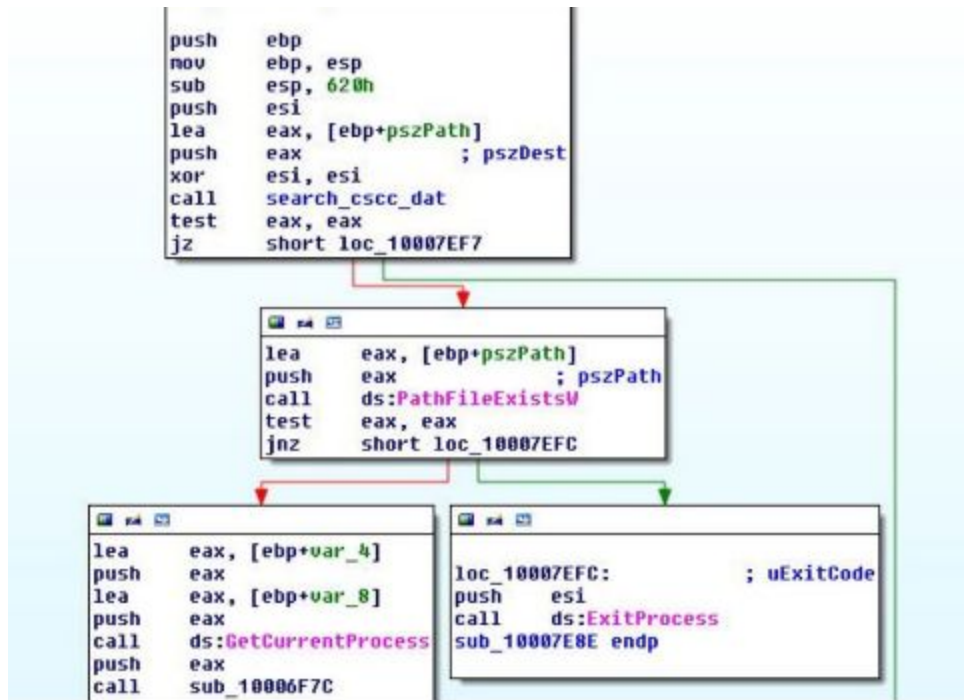 push ebp
mov ebp, esp
sub esp, 620h
push esi
lea eax, [ebp+pszPath]
push eax ; pszDest
xor esi, esi
call search_cscc_dat
test eax, eax
jz short loc_10007EF7
lea eax, [ebp+pszPath]
push eax ; pszPath
call ds:PathFileExistsW
test eax, eax
jnz short loc_10007EFC
lea eax, [ebp+var_4]
push eax
lea eax, [ebp+var_8]
push eax
call ds:GetCurrentProcess
push eax
call sub_10006F7C
loc_10007EFC: ; uExitCode
push esi
call ds:ExitProcess
sub_10007E8E endp